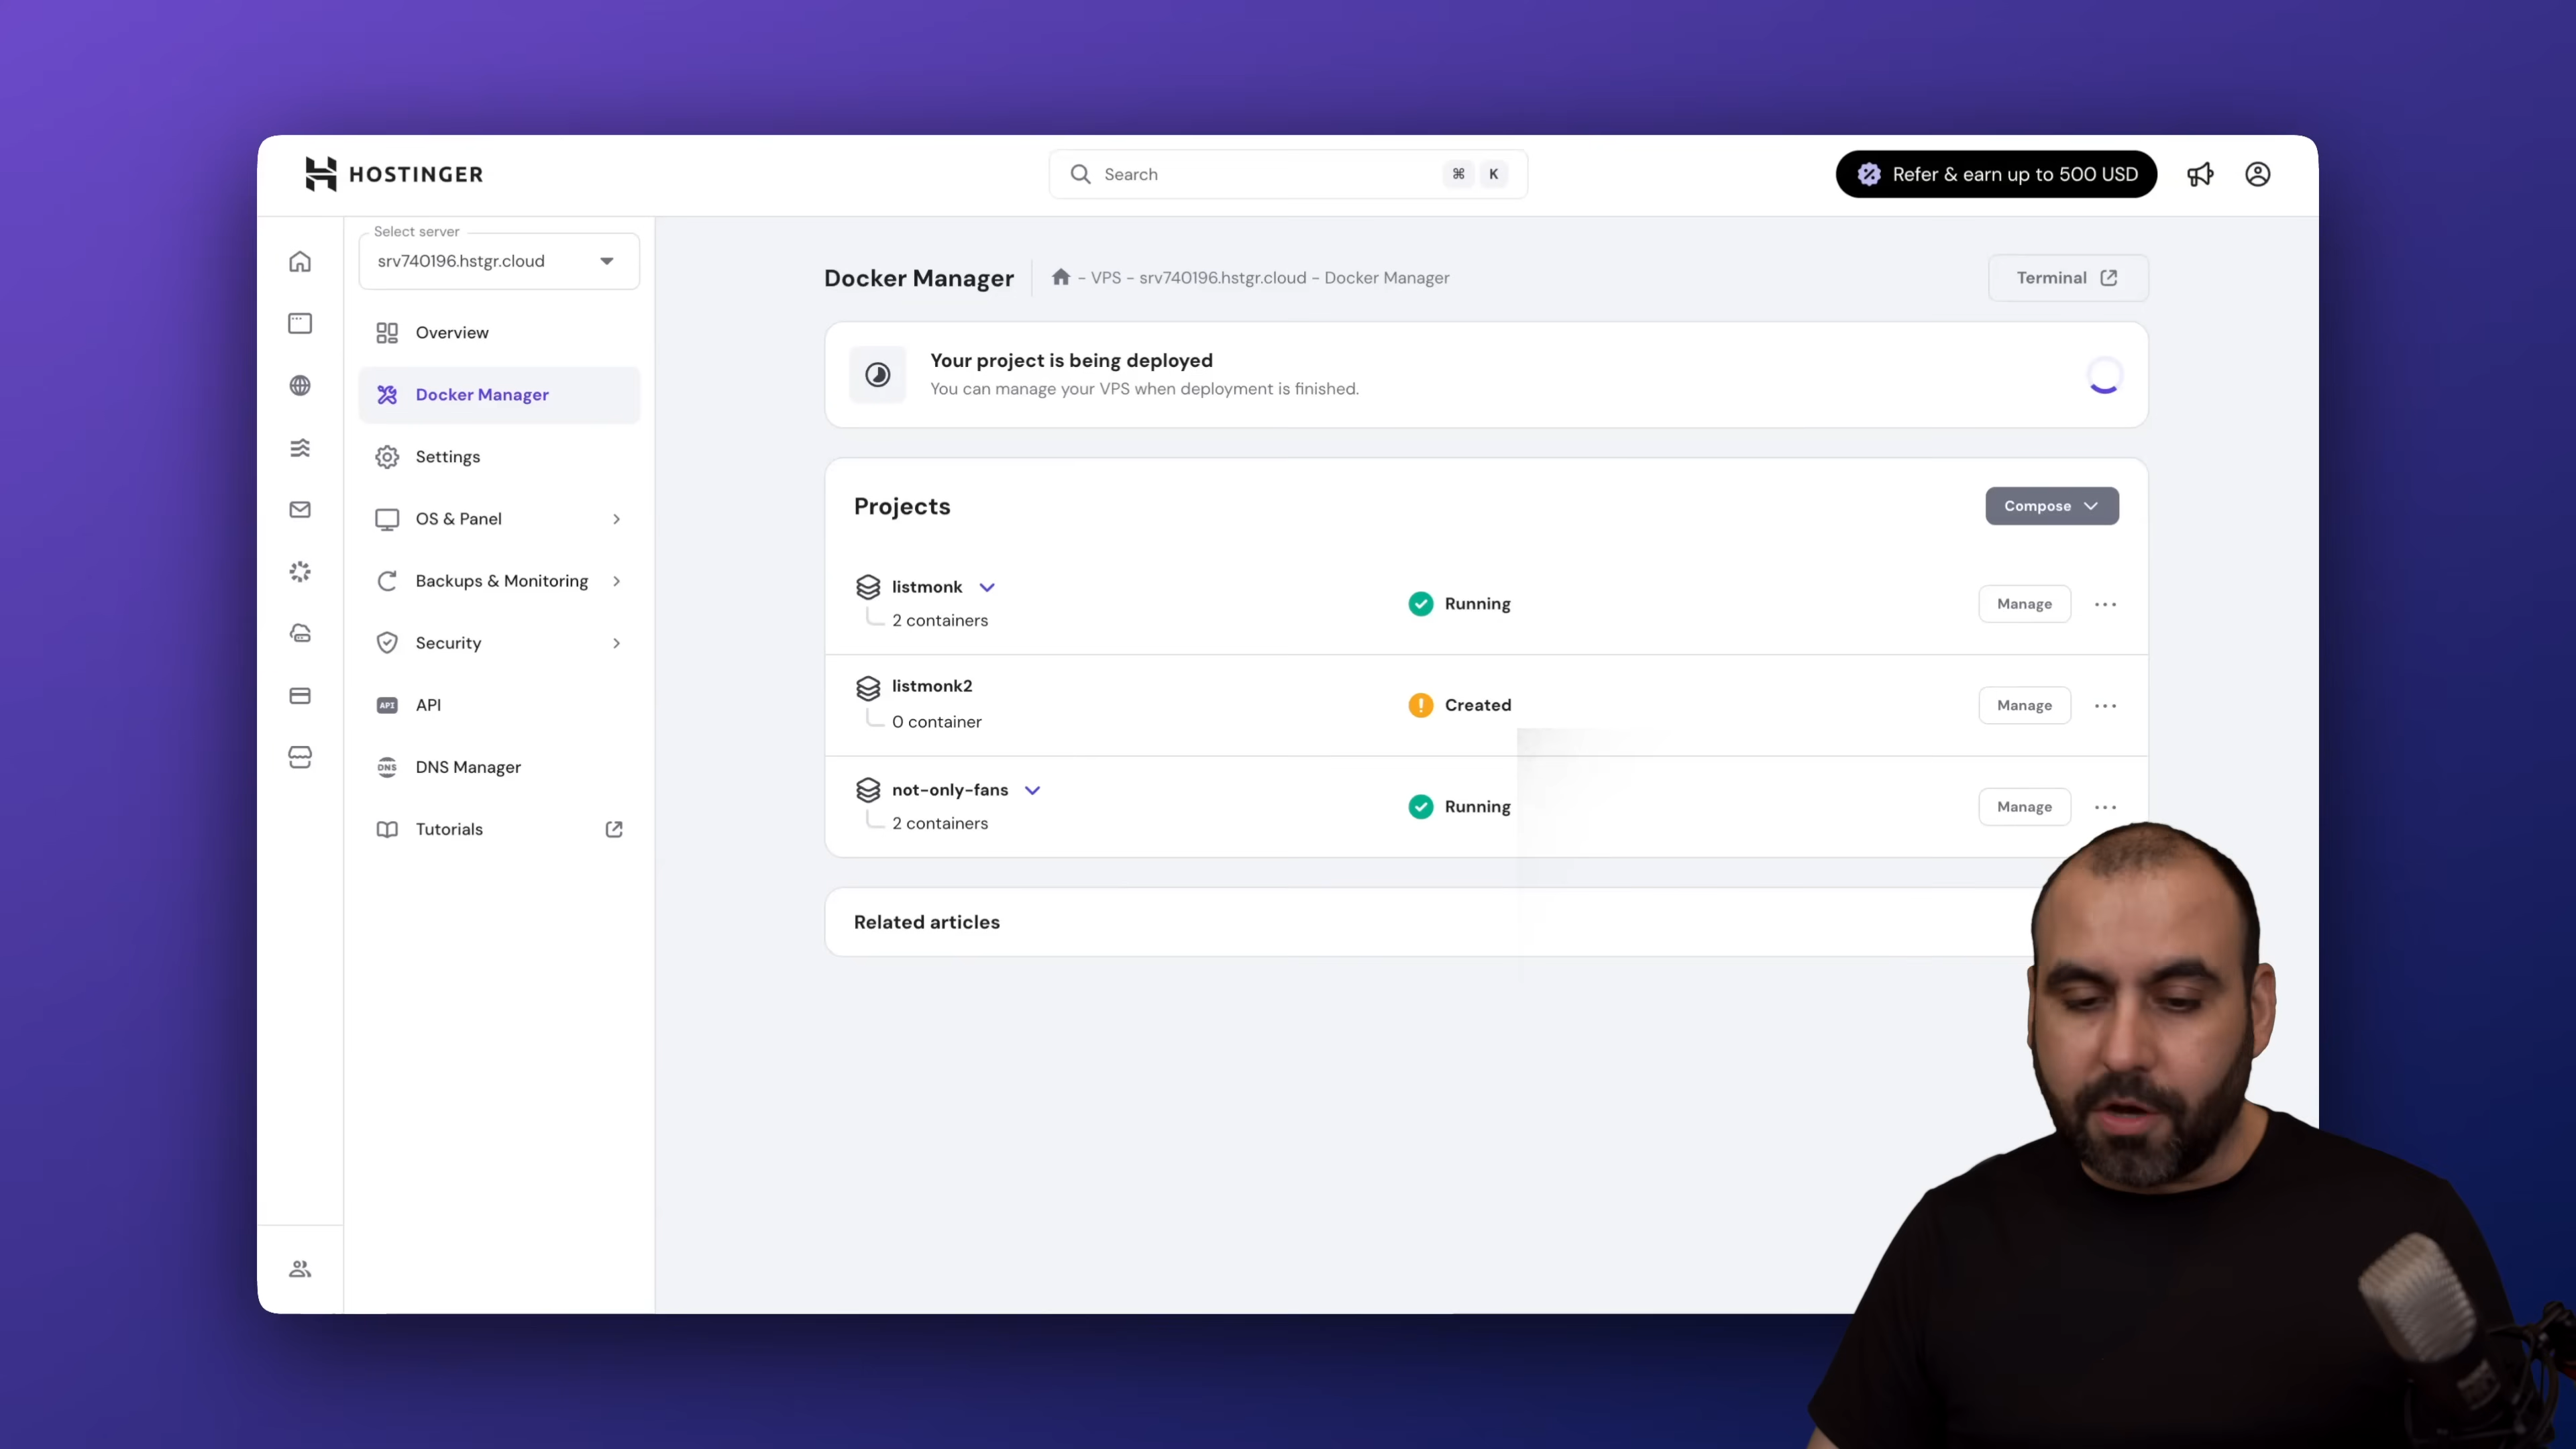 HOSTINGER
Search
⌘ K
Refer & earn up to 500 USD
Select server
srv740196.hstgr.cloud
Overview
Docker Manager
Settings
OS & Panel
Backups & Monitoring
Security
API
API
DNS
DNS Manager
Tutorials
Docker Manager
- VPS - srv740196.hstgr.cloud - Docker Manager
Terminal
Your project is being deployed
You can manage your VPS when deployment is finished.
Projects
Compose
listmonk
2 containers
Running
Manage
listmonk2
0 container
Created
Manage
not-only-fans
2 containers
Running
Manage
Related articles